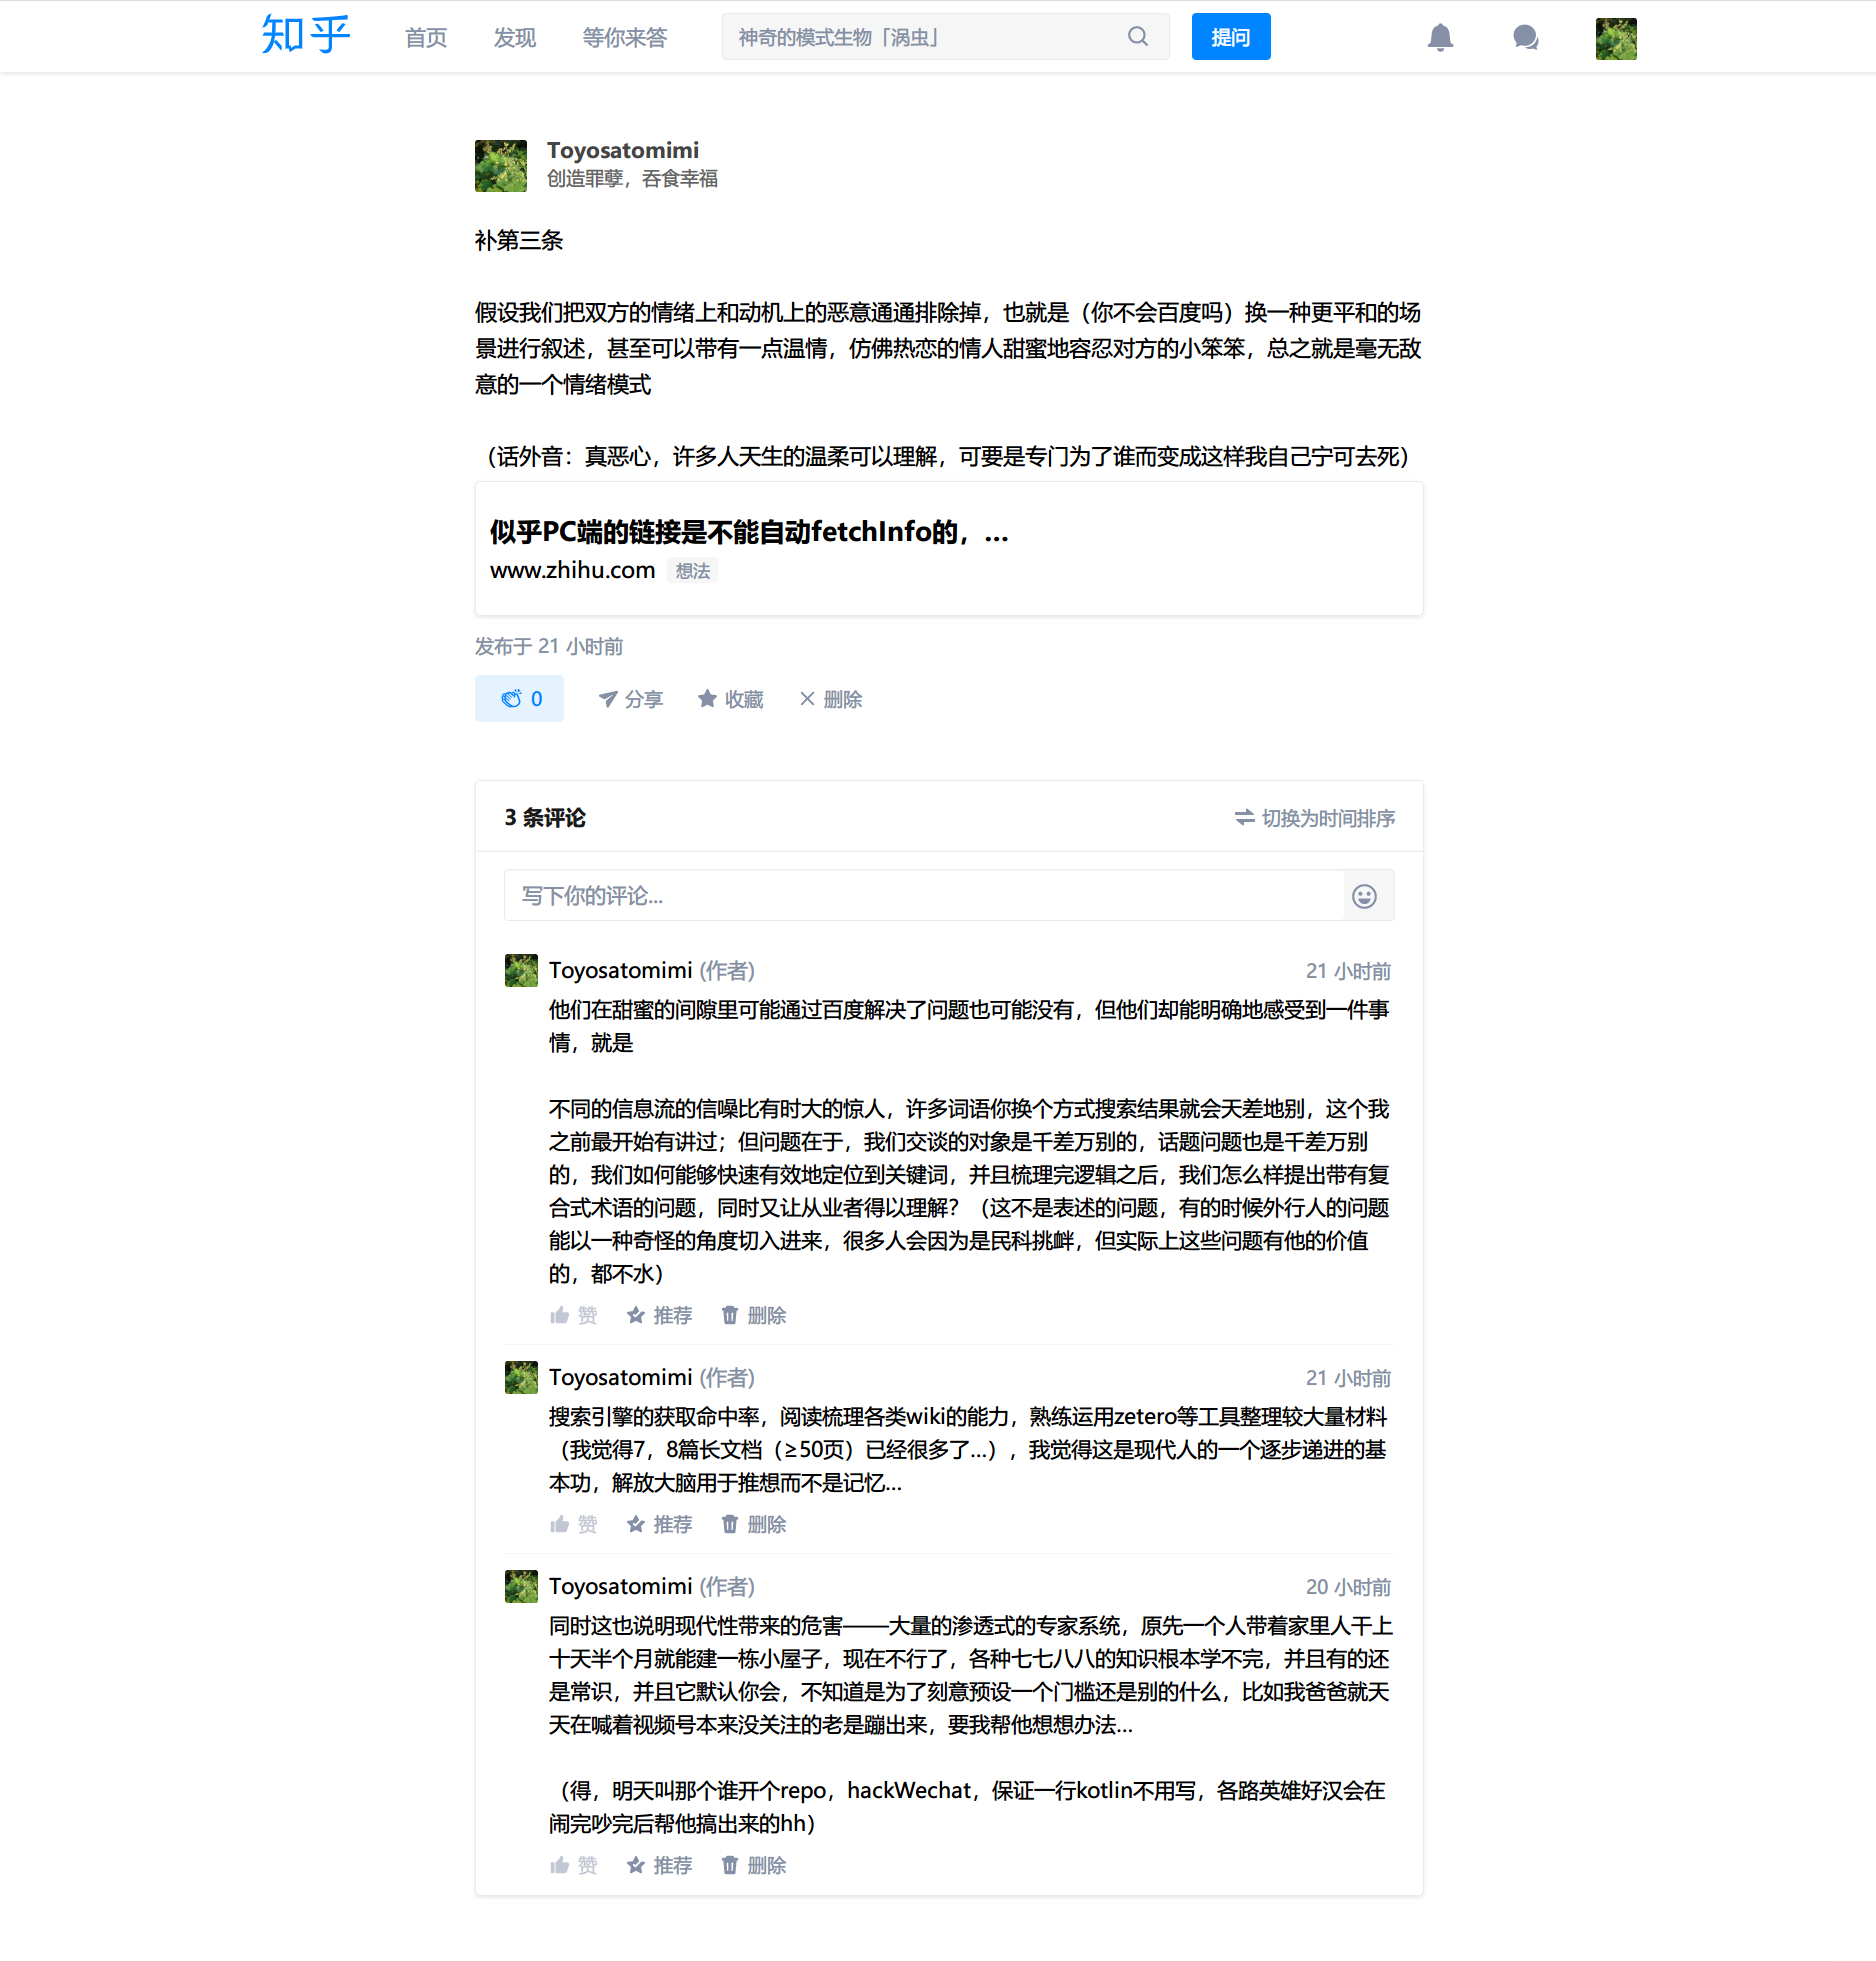 知乎 首页 发现 等你来答 神奇的模式生物「涡虫」 提问
Toyosatomimi
创造罪孽，吞食幸福
补第三条
假设我们把双方的情绪上和动机上的恶意通通排除掉，也就是（你不会百度吗）换一种更平和的场
景进行叙述，甚至可以带有一点温情，仿佛热恋的情人甜蜜地容忍对方的小笨笨，总之就是毫无敌
意的一个情绪模式
（话外音：真恶心，许多人天生的温柔可以理解，可要是专门为了谁而变成这样我自己宁可去死）
似乎PC端的链接是不能自动fetchInfo的，...
www.zhihu.com 想法
发布于 21 小时前
0 分享 收藏 删除
3 条评论 切换为时间排序
写下你的评论...
Toyosatomimi (作者) 21 小时前
他们在甜蜜的间隙里可能通过百度解决了问题也可能没有，但他们却能明确地感受到一件事
情，就是
不同的信息流的信噪比有时大的惊人，许多词语你换个方式搜索结果就会天差地别，这个我
之前最开始有讲过；但问题在于，我们交谈的对象是千差万别的，话题问题也是千差万别
的，我们如何能够快速有效地定位到关键词，并且梳理完逻辑之后，我们怎么样提出带有复
合式术语的问题，同时又让从业者得以理解？（这不是表述的问题，有的时候外行人的问题
能以一种奇怪的角度切入进来，很多人会因为是民科挑衅，但实际上这些问题有他的价值
的，都不水）
赞 推荐 删除
Toyosatomimi (作者) 21 小时前
搜索引擎的获取命中率，阅读梳理各类wiki的能力，熟练运用zetero等工具整理较大量材料
（我觉得7，8篇长文档（≥50页）已经很多了...），我觉得这是现代人的一个逐步递进的基
本功，解放大脑用于推想而不是记忆...
赞 推荐 删除
Toyosatomimi (作者) 20 小时前
同时这也说明现代性带来的危害——大量的渗透式的专家系统，原先一个人带着家里人干上
十天半个月就能建一栋小屋子，现在不行了，各种七七八八的知识根本学不完，并且有的还
是常识，并且它默认你会，不知道是为了刻意预设一个门槛还是别的什么，比如我爸爸就天
天在喊着视频号本来没关注的老是蹦出来，要我帮他想想办法...
（得，明天叫那个谁开个repo，hackWechat，保证一行kotlin不用写，各路英雄好汉会在
闹完吵完后帮他搞出来的hh）
赞 推荐 删除